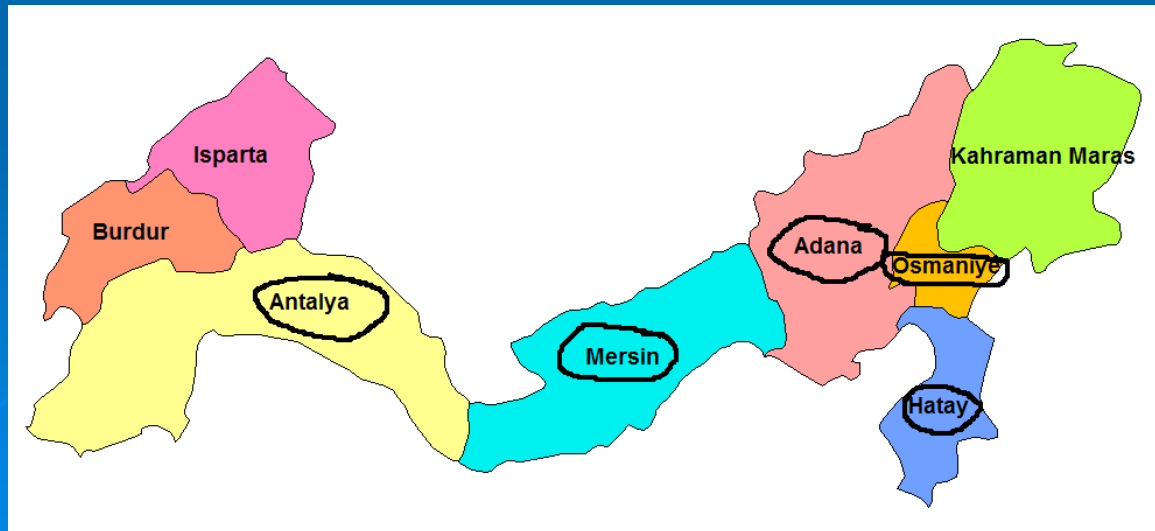 Isparta
Kahraman Maras
Burdur
Adana
Osmaniye
Antalya
Mersin
Hatay